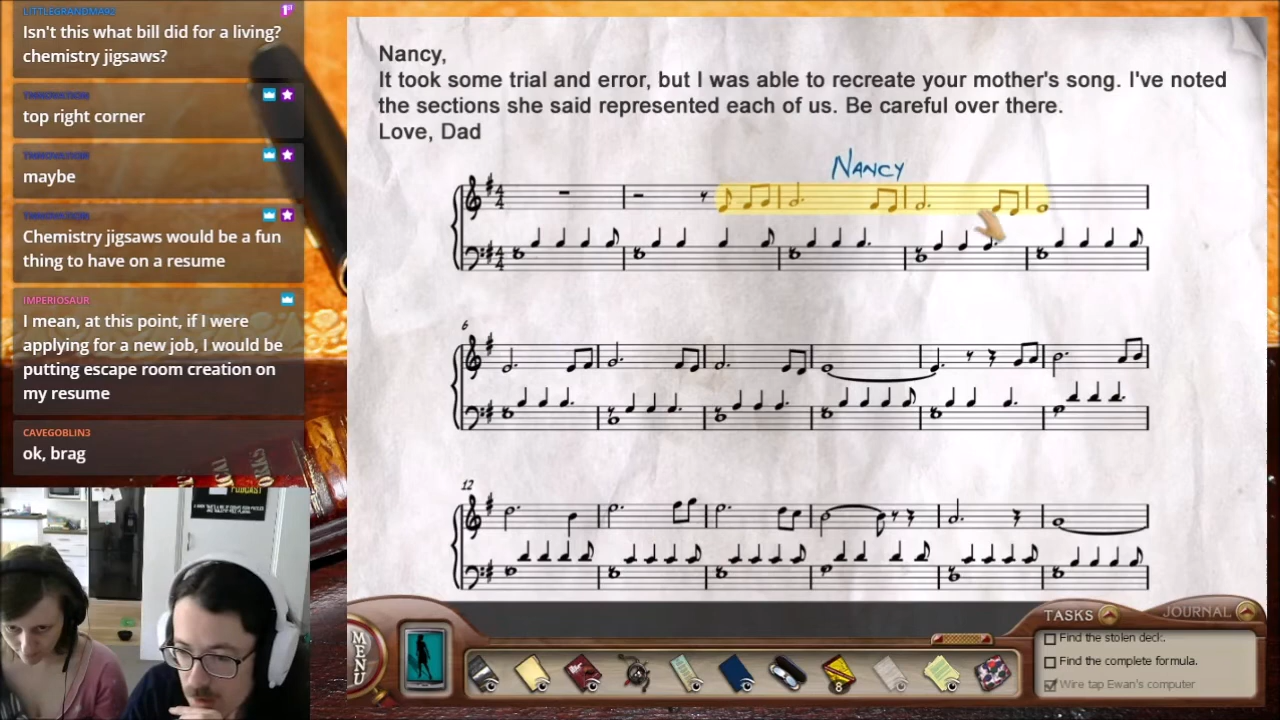 LITTLEGRANDMA92
Isn't this what bill did for a living?
chemistry jigsaws?
TNNOVATION
top right corner
TNNOVATION
maybe
TNNOVATION
Chemistry jigsaws would be a fun
thing to have on a resume
IMPERIOSAUR
I mean, at this point, if I were
applying for a new job, I would be
putting escape room creation on
my resume
CAVEGOBLIN3
ok, brag
PODCAST
Nancy,
It took some trial and error, but I was able to recreate your mother's song. I've noted
the sections she said represented each of us. Be careful over there.
Love, Dad
NANCY
6
12
MENU
8
TASKS
JOURNAL
Find the stolen deck.
Find the complete formula.
Wire tap Ewan's computer